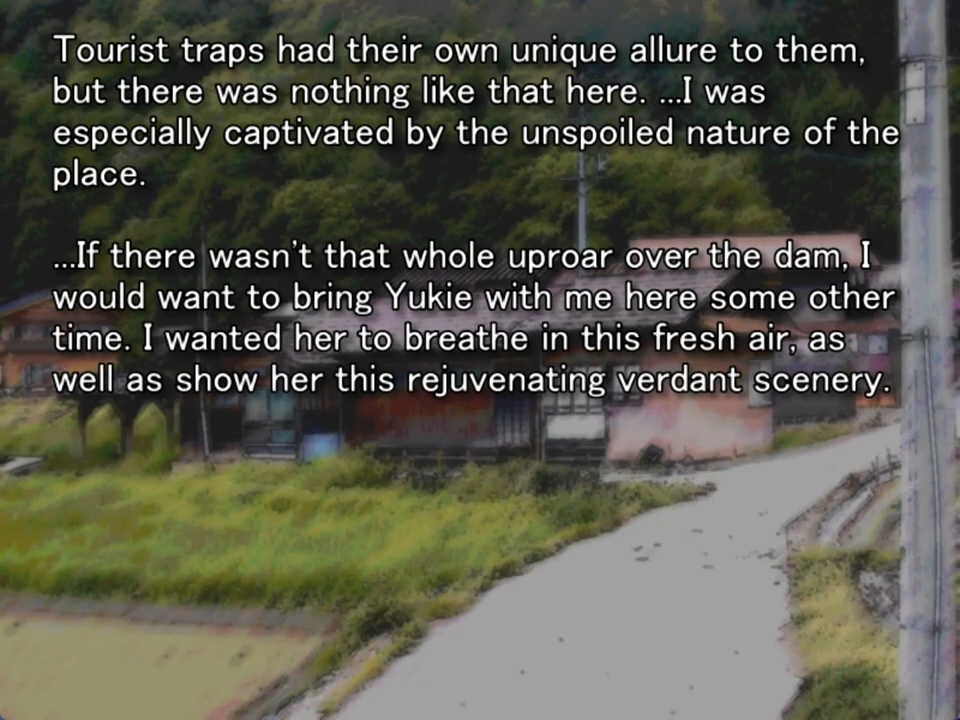 Tourist traps had their own unique allure to them,
but there was nothing like that here. ...I was
especially captivated by the unspoiled nature of the
place.
...If there wasn't that whole uproar over the dam, I
would want to bring Yukie with me here some other
time. I wanted her to breathe in this fresh air, as
well as show her this rejuvenating verdant scenery.